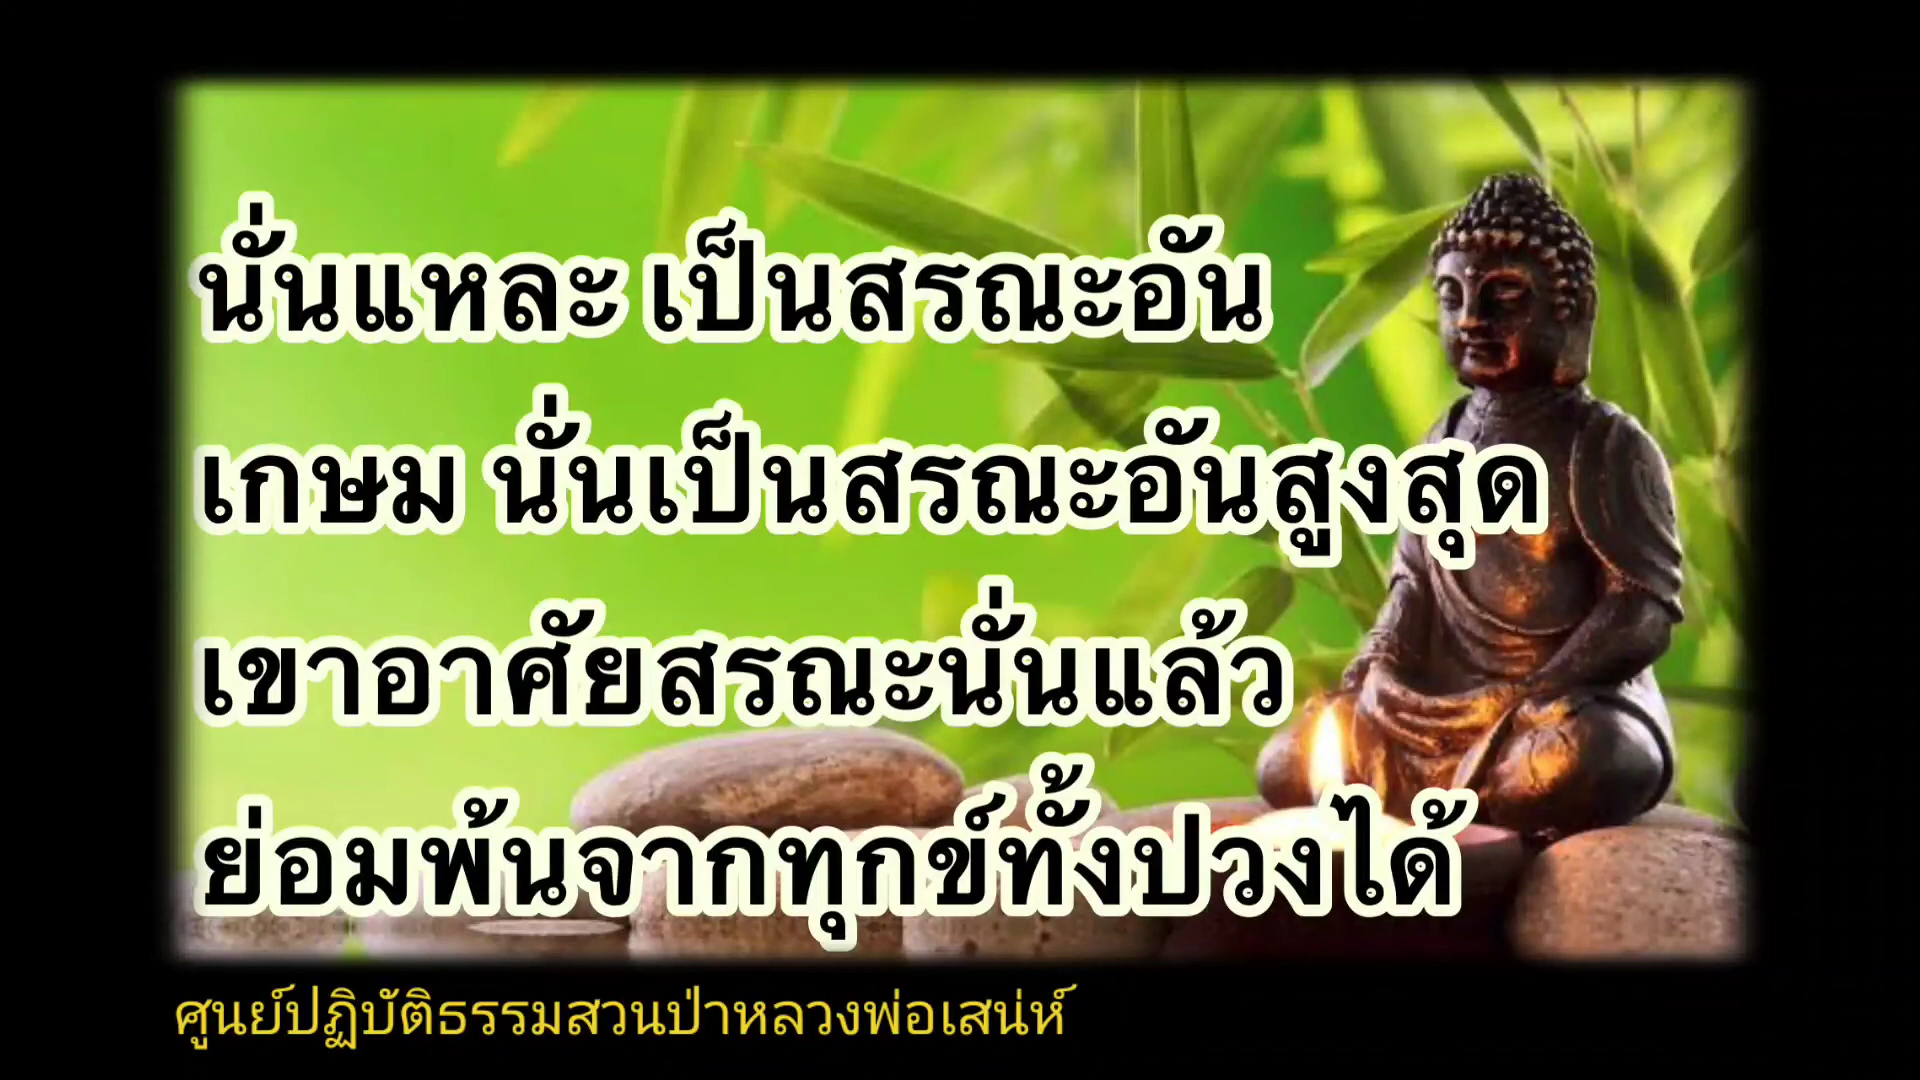 นั่นแหละ เป็นสรณะอัน
เกษม นั่นเป็นสรณะอันสูงสุด
เขาอาศัยสรณะนั่นแล้ว
ย่อมพ้นจากทุกข์ทั้งปวงได้
ศูนย์ปฏิบัติธรรมสวนป่าหลวงพ่อเสน่ห์